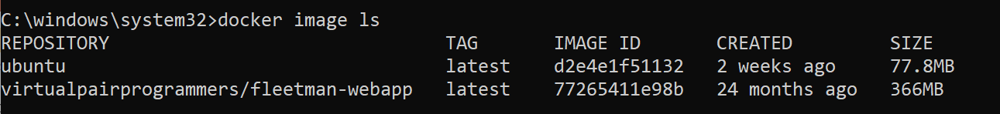 C:\windows\system32>docker image ls
REPOSITORY TAG IMAGE ID CREATED SIZE
ubuntu latest d2e4e1f51132 2 weeks ago 77.8MB
virtualpairprogrammers/fleetman-webapp latest 77265411e98b 24 months ago 366MB